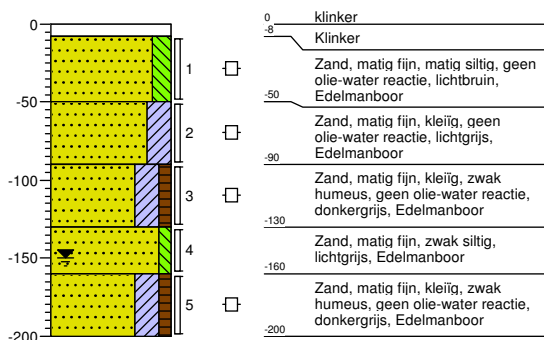 0
-50
-100
-150
-200
1
2
3
4
5
0
klinker
-8
Klinker
Zand, matig fijn, matig siltig, geen
olie-water reactie, lichtbruin,
Edelmanboor
-50
Zand, matig fijn, kleiïg, geen
olie-water reactie, lichtgrijs,
Edelmanboor
-90
Zand, matig fijn, kleiïg, zwak
humeus, geen olie-water reactie,
donkergrijs, Edelmanboor
-130
Zand, matig fijn, zwak siltig,
lichtgrijs, Edelmanboor
-160
Zand, matig fijn, kleiïg, zwak
humeus, geen olie-water reactie,
donkergrijs, Edelmanboor
-200